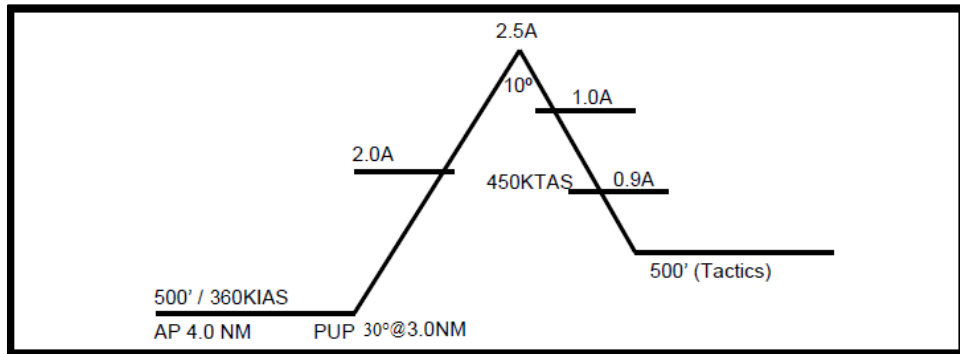 2.5A
10º
1.0A
2.0A
450KTAS 0.9A
500’ (Tactics)
500’ / 360KIAS
AP 4.0 NM PUP 30º@3.0NM